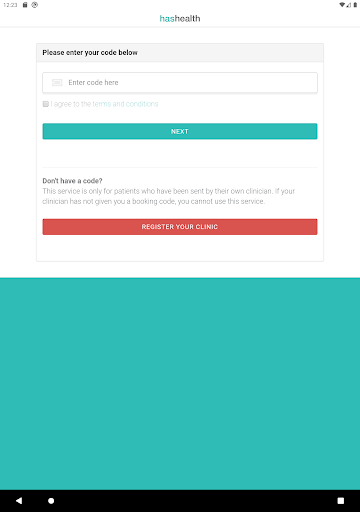 12:23
hashealth
Please enter your code below
Enter code here
I agree to the terms and conditions
NEXT
Don't have a code?
This service is only for patients who have been sent by their own clinician. If your
clinician has not given you a booking code, you cannot use this service.
REGISTER YOUR CLINIC